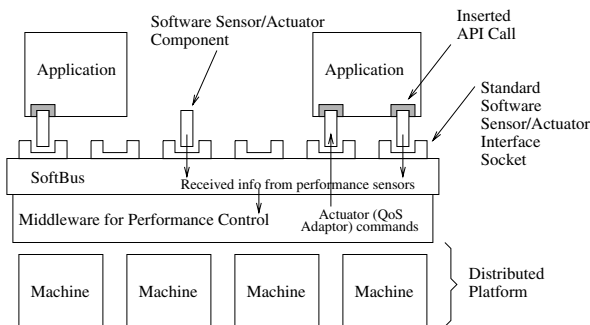 Software Sensor/Actuator
Component
Inserted
API Call
Application
Application
Standard
Software
Sensor/Actuator
Interface
Socket
SoftBus
Received info from performance sensors
Middleware for Performance Control
Actuator (QoS
Adaptor) commands
Machine
Machine
Machine
Machine
Distributed
Platform